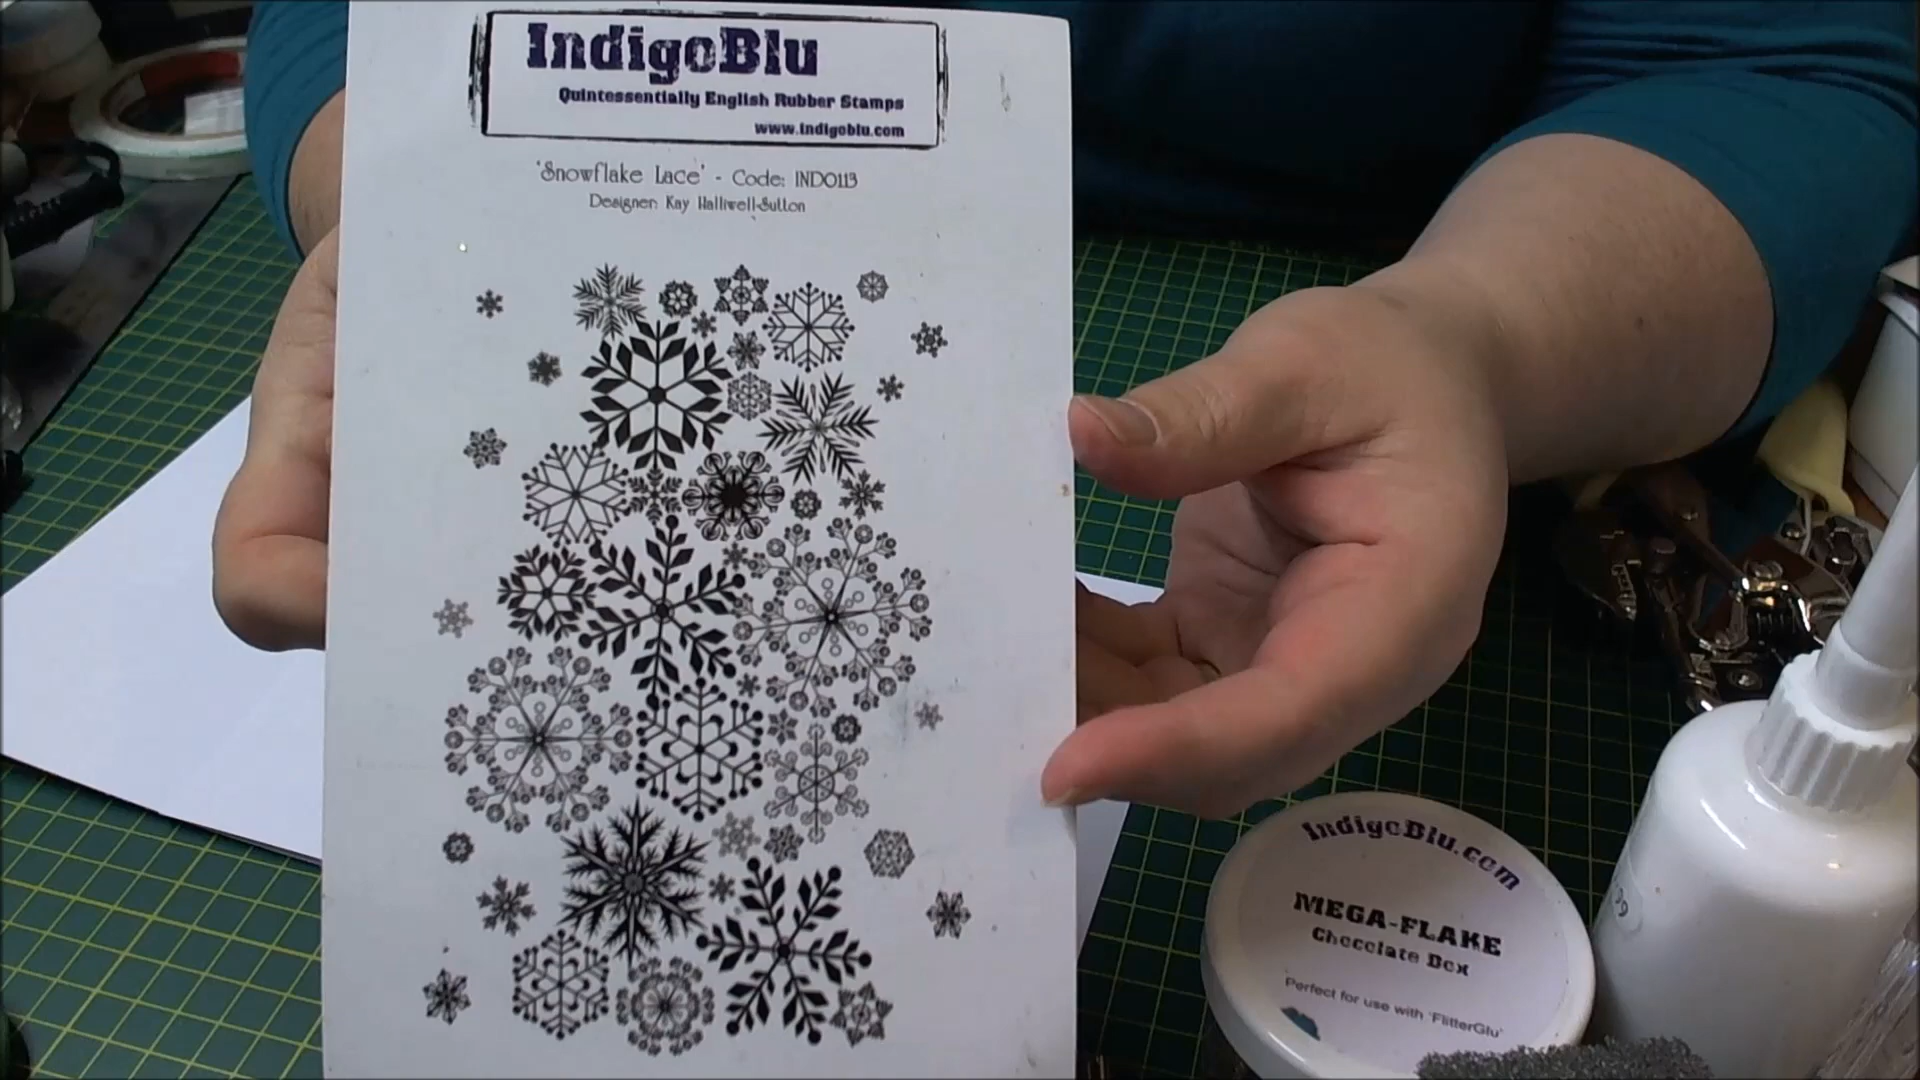 IndigoBlu
Quintessentially English Rubber Stamps
www.indigoblu.com
'Snowflake Lace' - Code: IND0113
Designer: Kay Halliwell-Sutton
IndigoBlu.com
MEGA-FLAKE
Chocolate Box
Perfect for use with 'FlitterGlu'